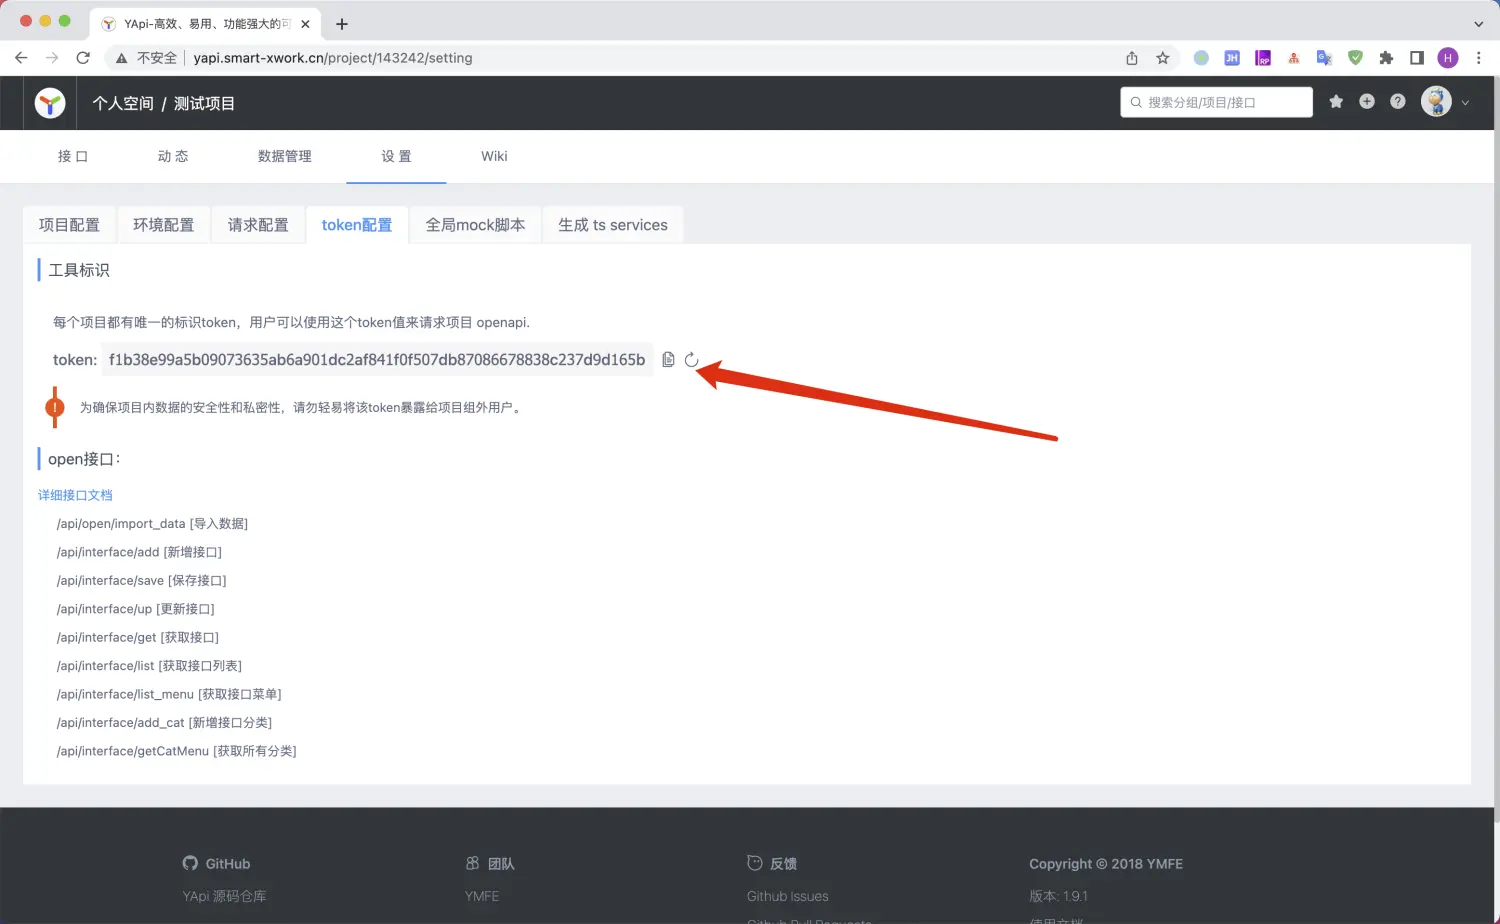 YApi-高效、易用、功能强大的可
不安全 yapi.smart-xwork.cn/project/143242/setting
JH
RP
H
个人空间 / 测试项目
搜索分组/项目/接口
接口 动态 数据管理 设置 Wiki
项目配置 环境配置 请求配置 token配置 全局mock脚本 生成 ts services
工具标识
每个项目都有唯一的标识token，用户可以使用这个token值来请求项目 openapi.
token: f1b38e99a5b09073635ab6a901dc2af841f0f507db87086678838c237d9d165b
为确保项目内数据的安全性和私密性，请勿轻易将该token暴露给项目组外用户。
open接口：
详细接口文档
/api/open/import_data [导入数据]
/api/interface/add [新增接口]
/api/interface/save [保存接口]
/api/interface/up [更新接口]
/api/interface/get [获取接口]
/api/interface/list [获取接口列表]
/api/interface/list_menu [获取接口菜单]
/api/interface/add_cat [新增接口分类]
/api/interface/getCatMenu [获取所有分类]
GitHub 团队 反馈 Copyright © 2018 YMFE
YApi 源码仓库 YMFE Github Issues 版本: 1.9.1
Github Pull Requests 使用文档